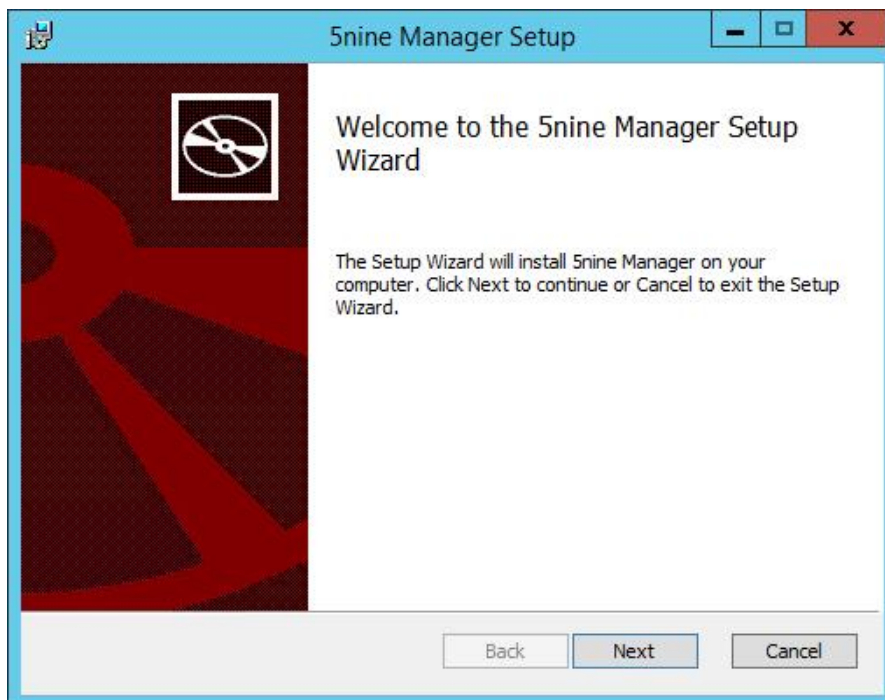 5nine Manager Setup
Welcome to the 5nine Manager Setup
Wizard
The Setup Wizard will install 5nine Manager on your
computer. Click Next to continue or Cancel to exit the Setup
Wizard.
Back Next Cancel